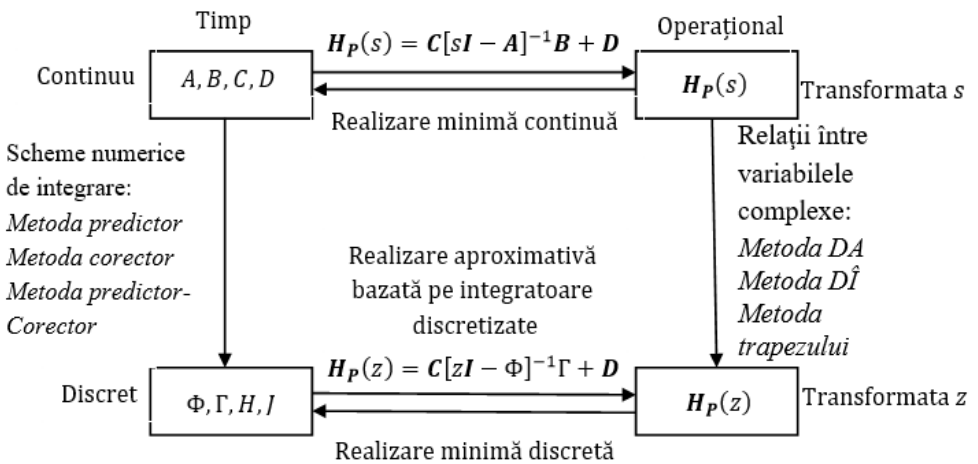 Timp
Operațional
H_P(s) = C[sI − A]⁻¹B + D
Continuu
A, B, C, D
H_P(s)
Transformata s
Realizare minimă continuă
Scheme numerice
de integrare:
Metoda predictor
Metoda corector
Metoda predictor-
Corector
Relații între
variabilele
complexe:
Metoda DA
Metoda DÎ
Metoda
trapezului
Realizare aproximativă
bazată pe integratoare
discretizate
H_P(z) = C[zI − Φ]⁻¹Γ + D
Discret
Φ, Γ, H, J
H_P(z)
Transformata z
Realizare minimă discretă